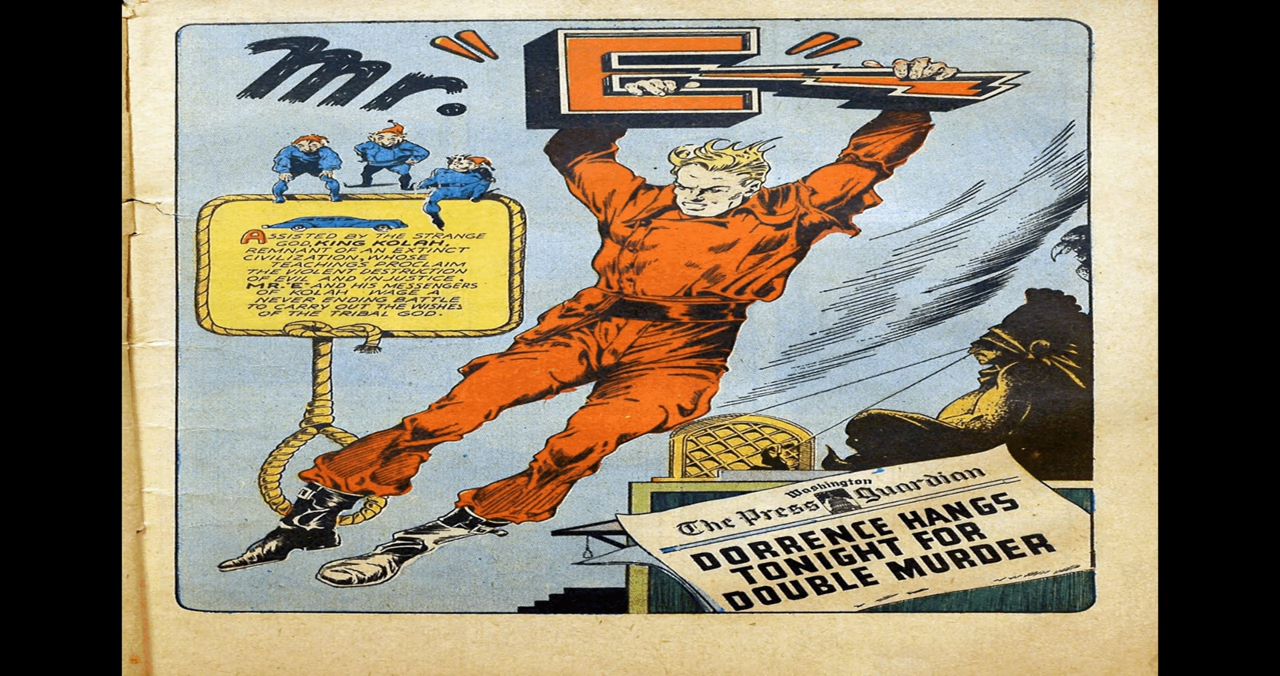 Mr. E
ASSISTED BY THE STRANGE
GOD, KING KOLAH,
REMNANT OF AN EXTINCT
CIVILIZATION, WHOSE
TEACHINGS PROCLAIM
THE VIOLENT DESTRUCTION
OF EVIL AND INJUSTICE,
MR. "E" AND HIS MESSENGERS
OF KOLAH WAGE A
NEVER ENDING BATTLE
TO CARRY OUT THE WISHES
OF THE TRIBAL GOD.
Washington
The Press Guardian
DORRENCE HANGS
TONIGHT FOR
DOUBLE MURDER